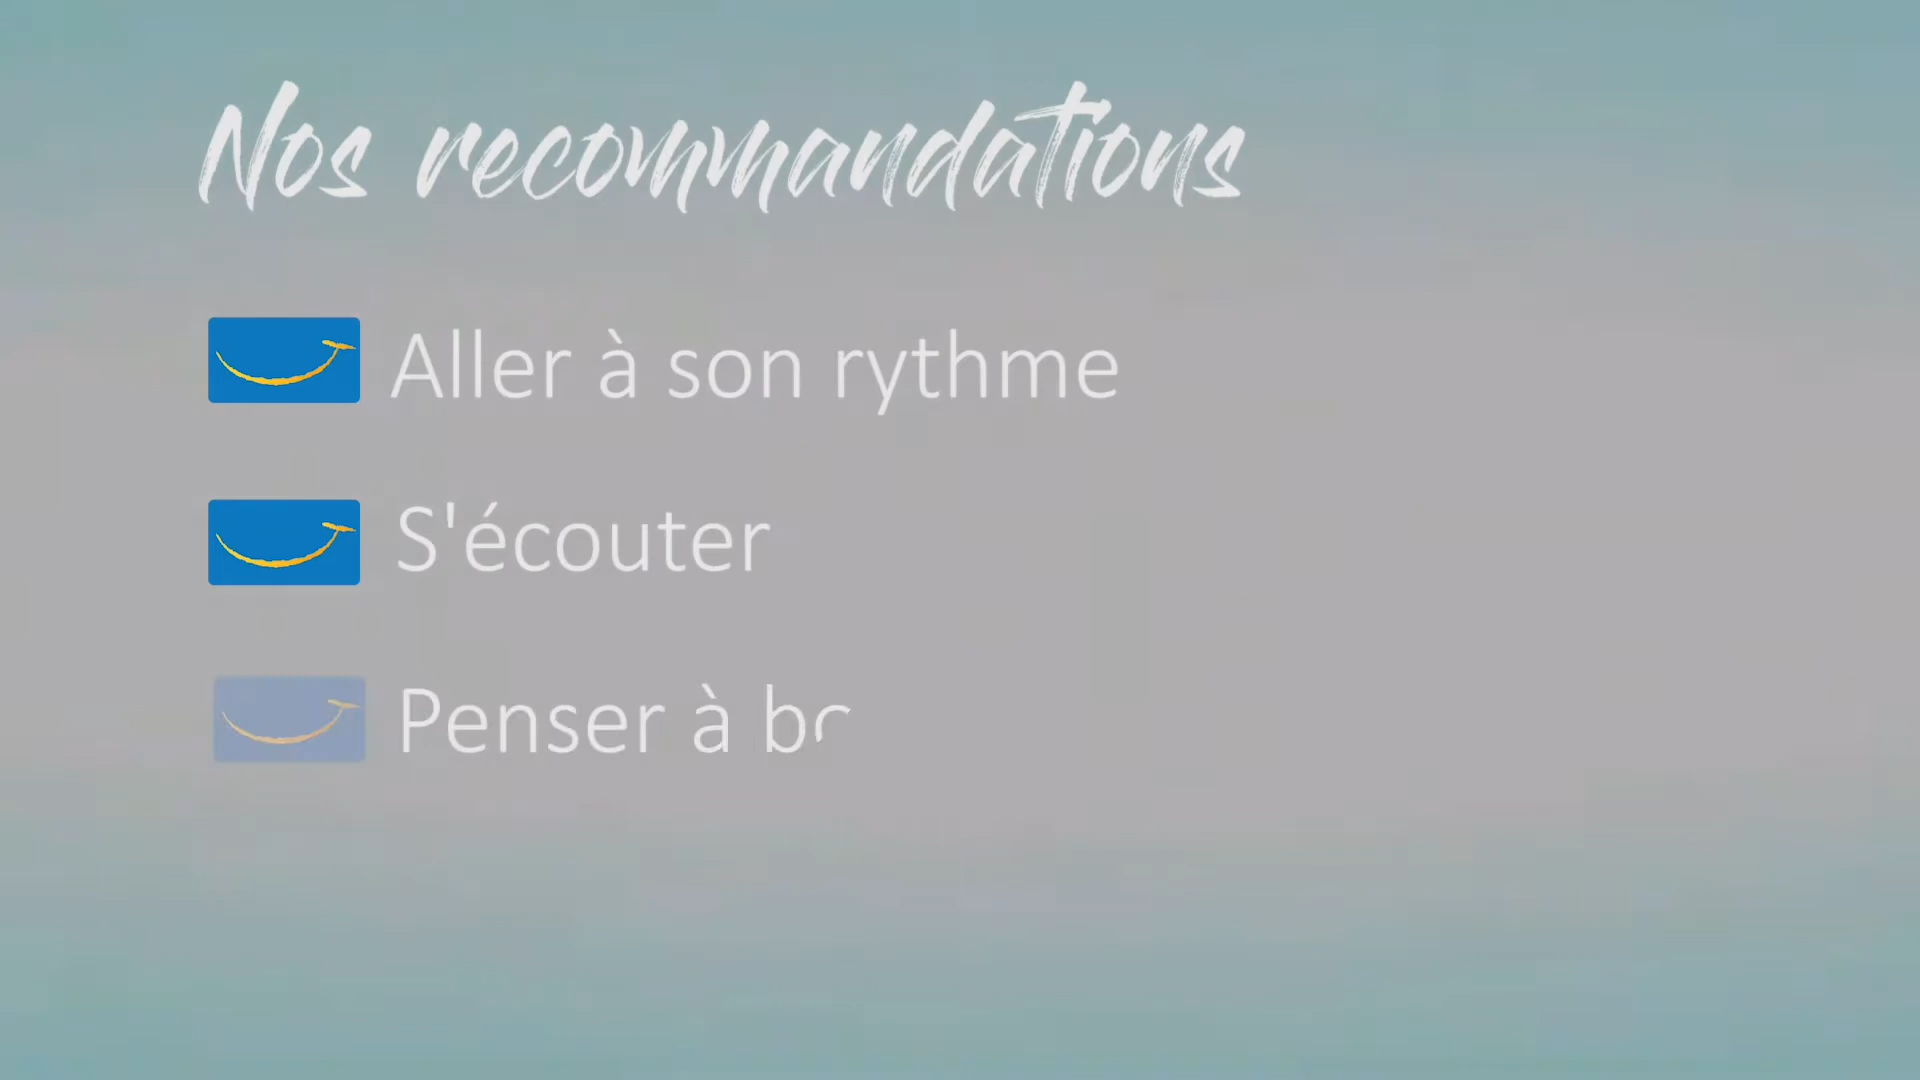 Nos recommandations
Aller à son rythme
S'écouter
Penser à